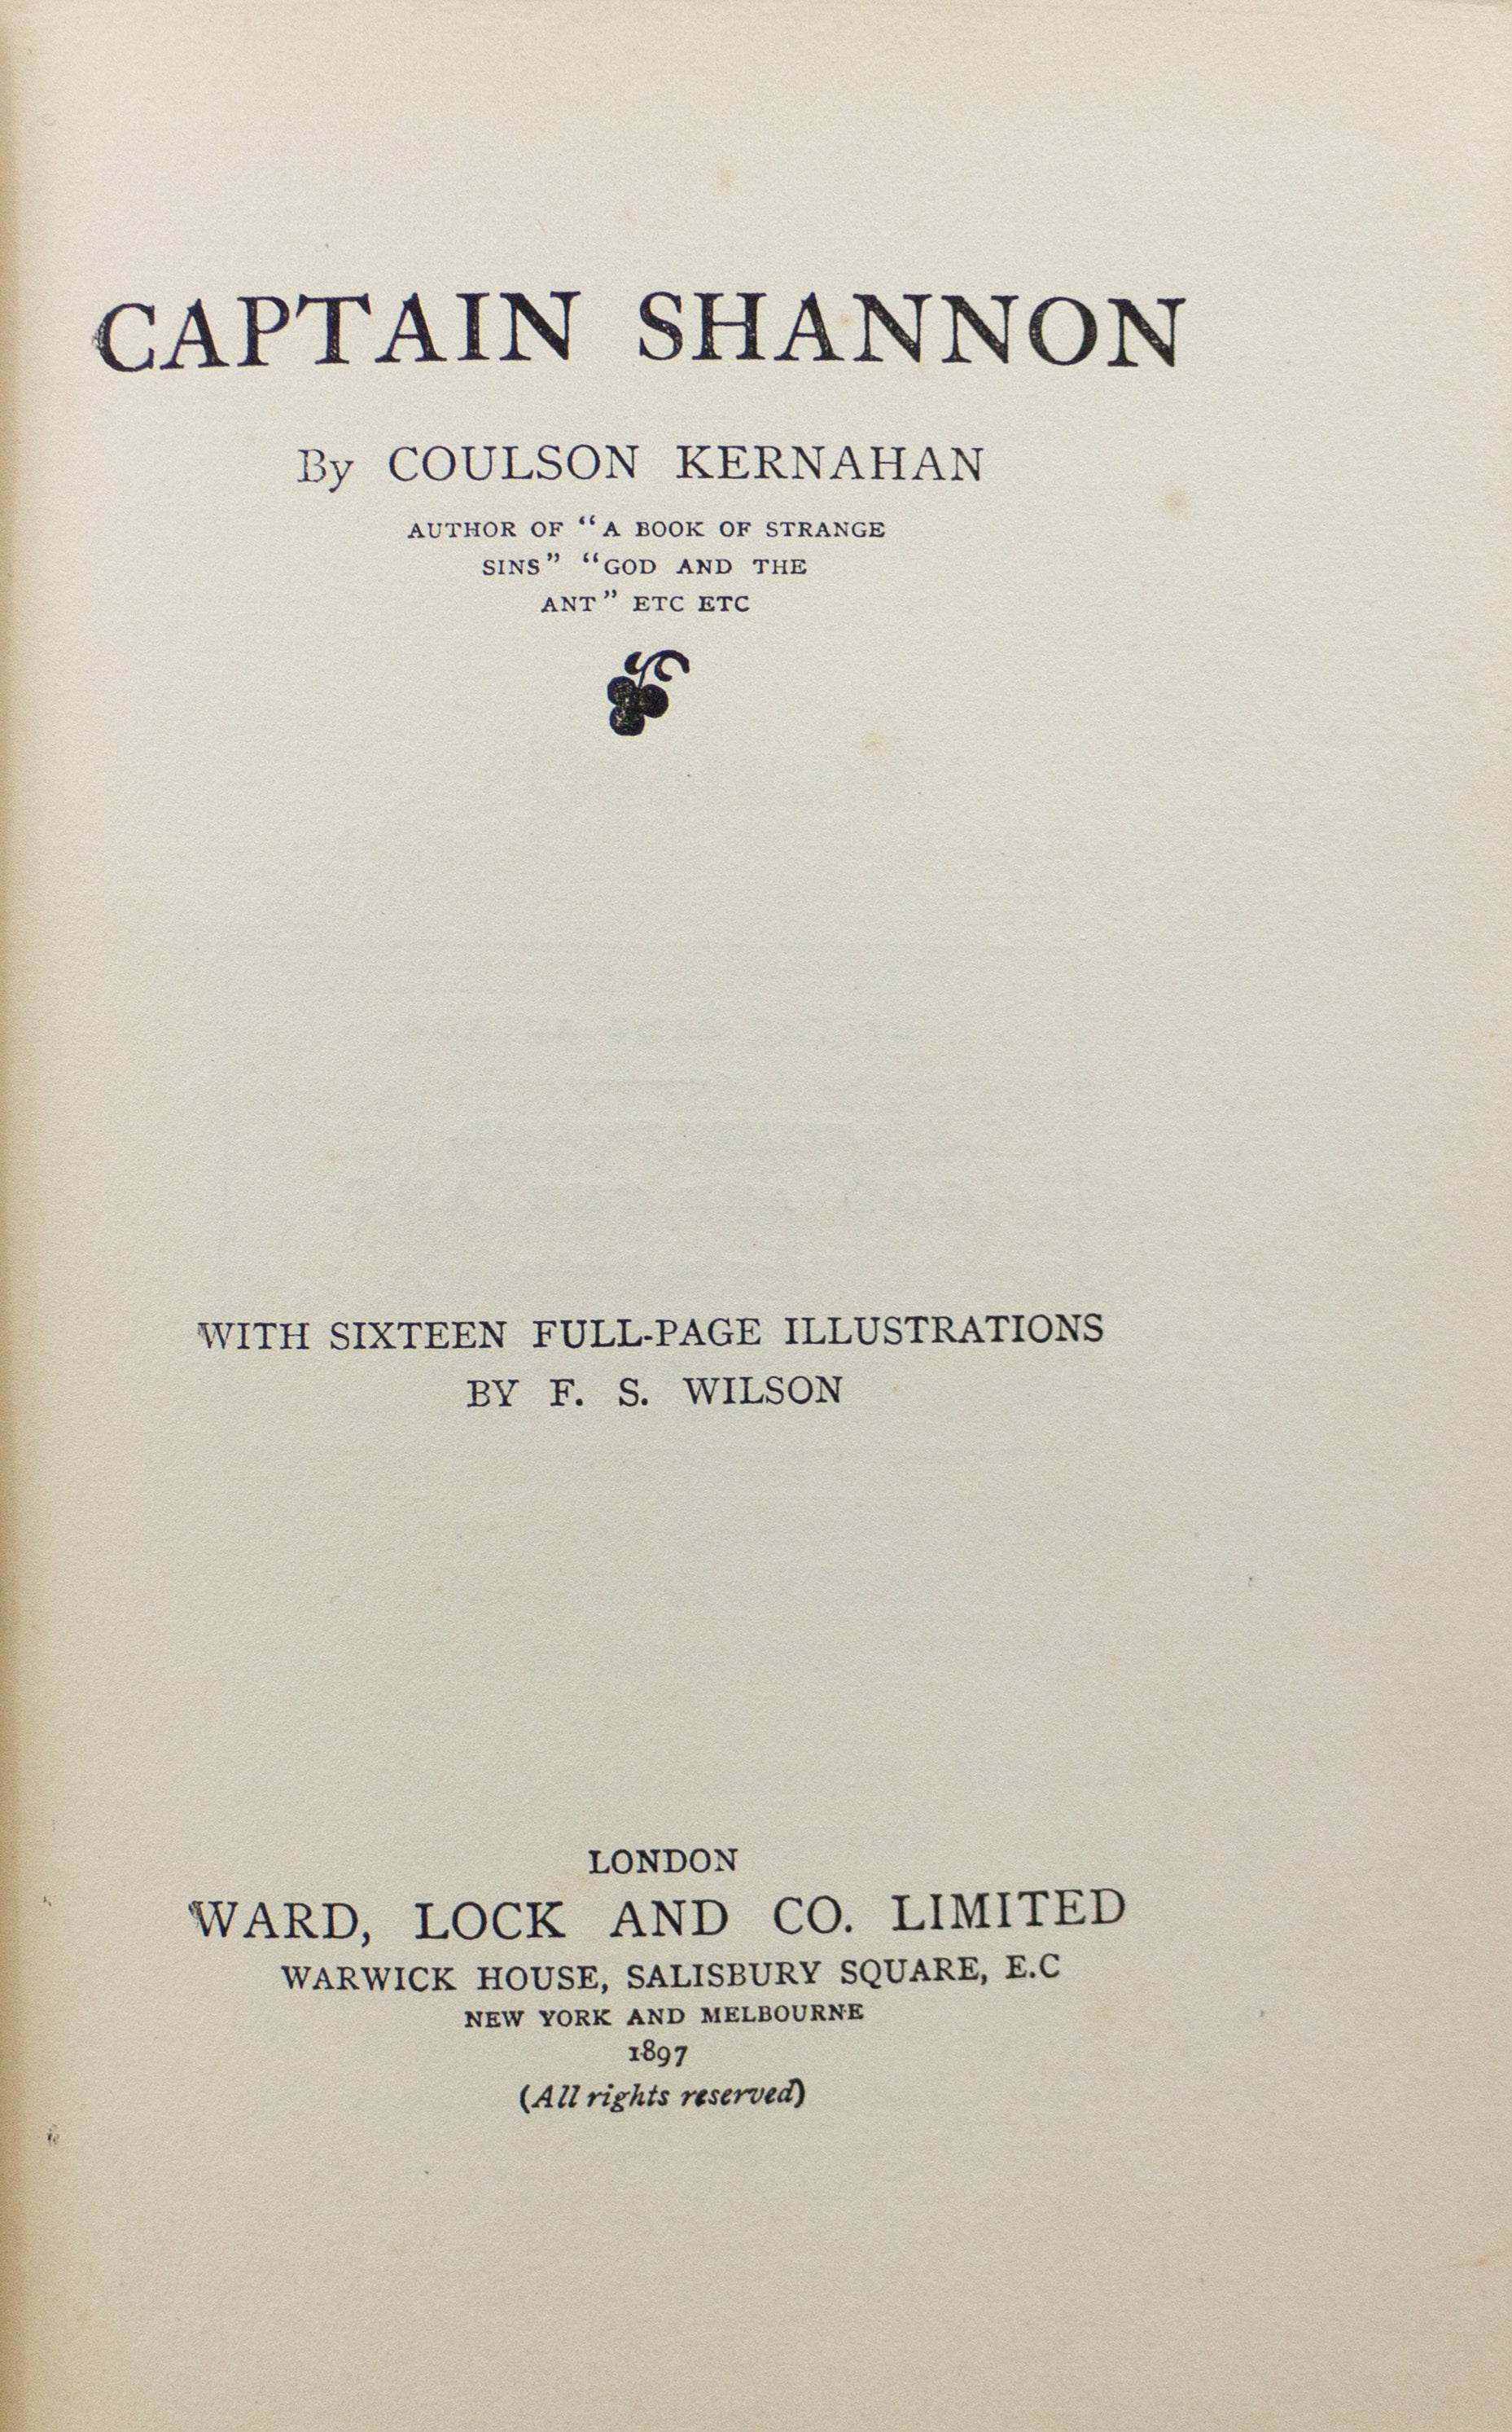 CAPTAIN SHANNON
By COULSON KERNAHAN
AUTHOR OF “A BOOK OF STRANGE
SINS” “GOD AND THE
ANT” ETC ETC
WITH SIXTEEN FULL-PAGE ILLUSTRATIONS
BY F. S. WILSON
LONDON
WARD, LOCK AND CO. LIMITED
WARWICK HOUSE, SALISBURY SQUARE, E.C
NEW YORK AND MELBOURNE
1897
(All rights reserved)